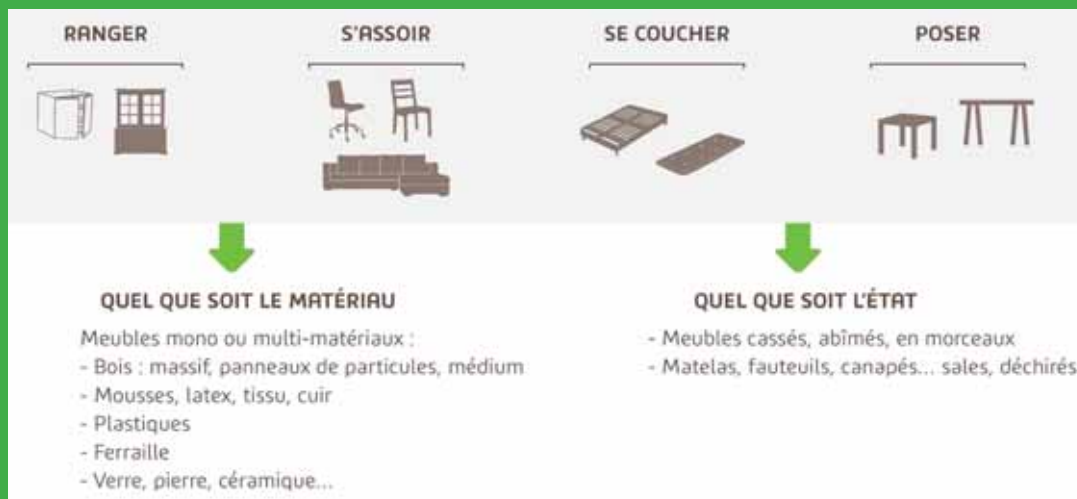 RANGER
S'ASSOIR
SE COUCHER
POSER
QUEL QUE SOIT LE MATÉRIAU
Meubles mono ou multi-matériaux :
- Bois : massif, panneaux de particules, médium
- Mousses, latex, tissu, cuir
- Plastiques
- Ferraille
- Verre, pierre, céramique...
QUEL QUE SOIT L'ÉTAT
- Meubles cassés, abîmés, en morceaux
- Matelas, fauteuils, canapés... sales, déchirés